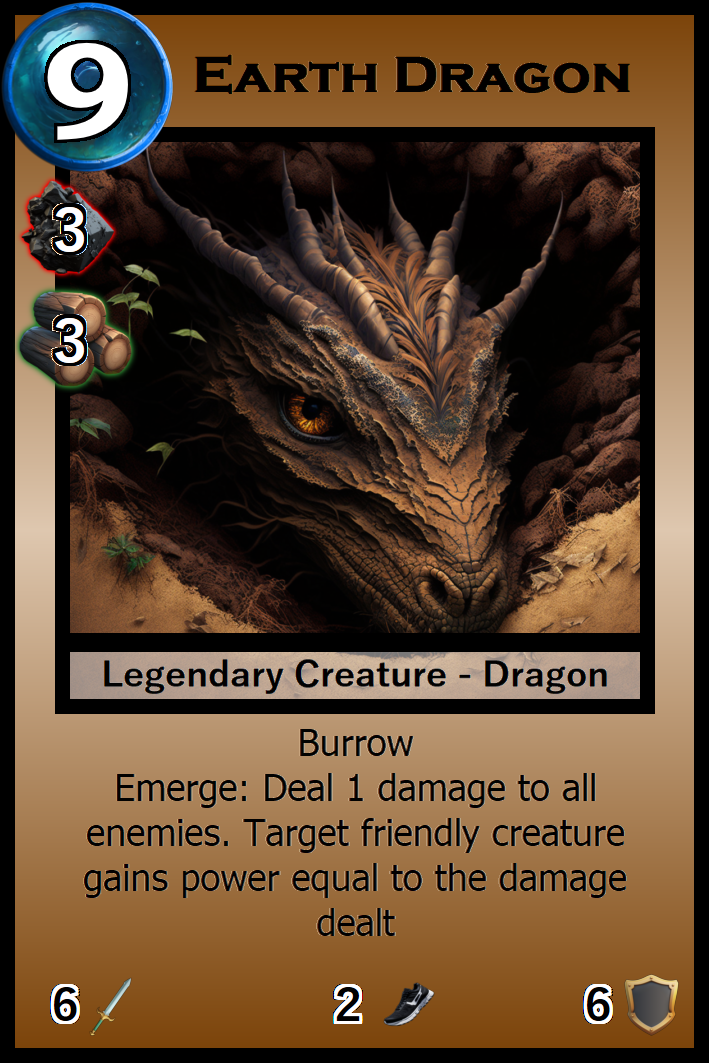 9
Earth Dragon
3
3
Legendary Creature - Dragon
Burrow
Emerge: Deal 1 damage to all
enemies. Target friendly creature
gains power equal to the damage
dealt
6 2 6